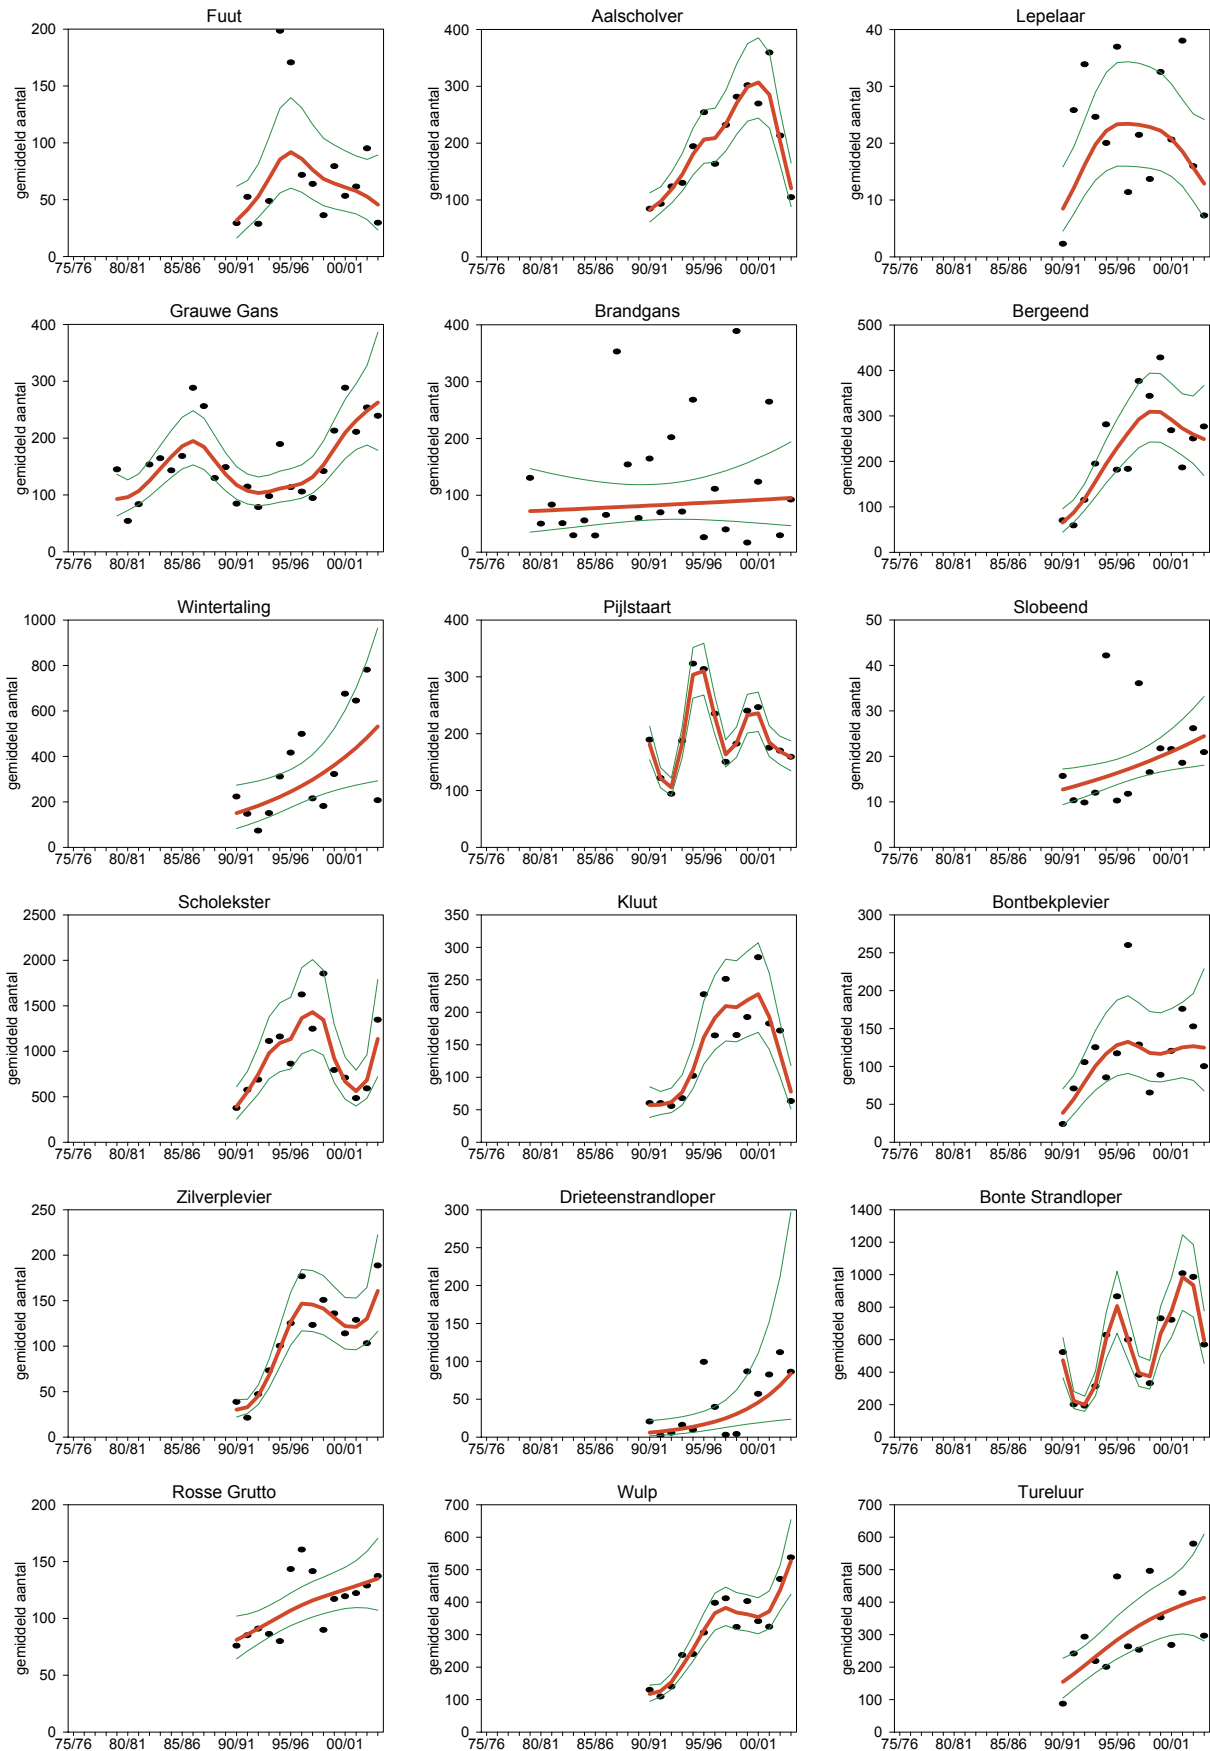 Fuut
Aalscholver
Lepelaar
gemiddeld aantal
200
150
100
50
0
75/76 80/81 85/86 90/91 95/96 00/01
gemiddeld aantal
400
300
200
100
0
75/76 80/81 85/86 90/91 95/96 00/01
gemiddeld aantal
40
30
20
10
0
75/76 80/81 85/86 90/91 95/96 00/01
Grauwe Gans
Brandgans
Bergeend
gemiddeld aantal
400
300
200
100
0
75/76 80/81 85/86 90/91 95/96 00/01
gemiddeld aantal
400
300
200
100
0
75/76 80/81 85/86 90/91 95/96 00/01
gemiddeld aantal
500
400
300
200
100
0
75/76 80/81 85/86 90/91 95/96 00/01
Wintertaling
Pijlstaart
Slobeend
gemiddeld aantal
1000
800
600
400
200
0
75/76 80/81 85/86 90/91 95/96 00/01
gemiddeld aantal
400
300
200
100
0
75/76 80/81 85/86 90/91 95/96 00/01
gemiddeld aantal
50
40
30
20
10
0
75/76 80/81 85/86 90/91 95/96 00/01
Scholekster
Kluut
Bontbekplevier
gemiddeld aantal
2500
2000
1500
1000
500
0
75/76 80/81 85/86 90/91 95/96 00/01
gemiddeld aantal
350
300
250
200
150
100
50
0
75/76 80/81 85/86 90/91 95/96 00/01
gemiddeld aantal
300
250
200
150
100
50
0
75/76 80/81 85/86 90/91 95/96 00/01
Zilverplevier
Drieteenstrandloper
Bonte Strandloper
gemiddeld aantal
250
200
150
100
50
0
75/76 80/81 85/86 90/91 95/96 00/01
gemiddeld aantal
300
250
200
150
100
50
0
75/76 80/81 85/86 90/91 95/96 00/01
gemiddeld aantal
1400
1200
1000
800
600
400
200
0
75/76 80/81 85/86 90/91 95/96 00/01
Rosse Grutto
Wulp
Tureluur
gemiddeld aantal
200
150
100
50
0
75/76 80/81 85/86 90/91 95/96 00/01
gemiddeld aantal
700
600
500
400
300
200
100
0
75/76 80/81 85/86 90/91 95/96 00/01
gemiddeld aantal
700
600
500
400
300
200
100
0
75/76 80/81 85/86 90/91 95/96 00/01